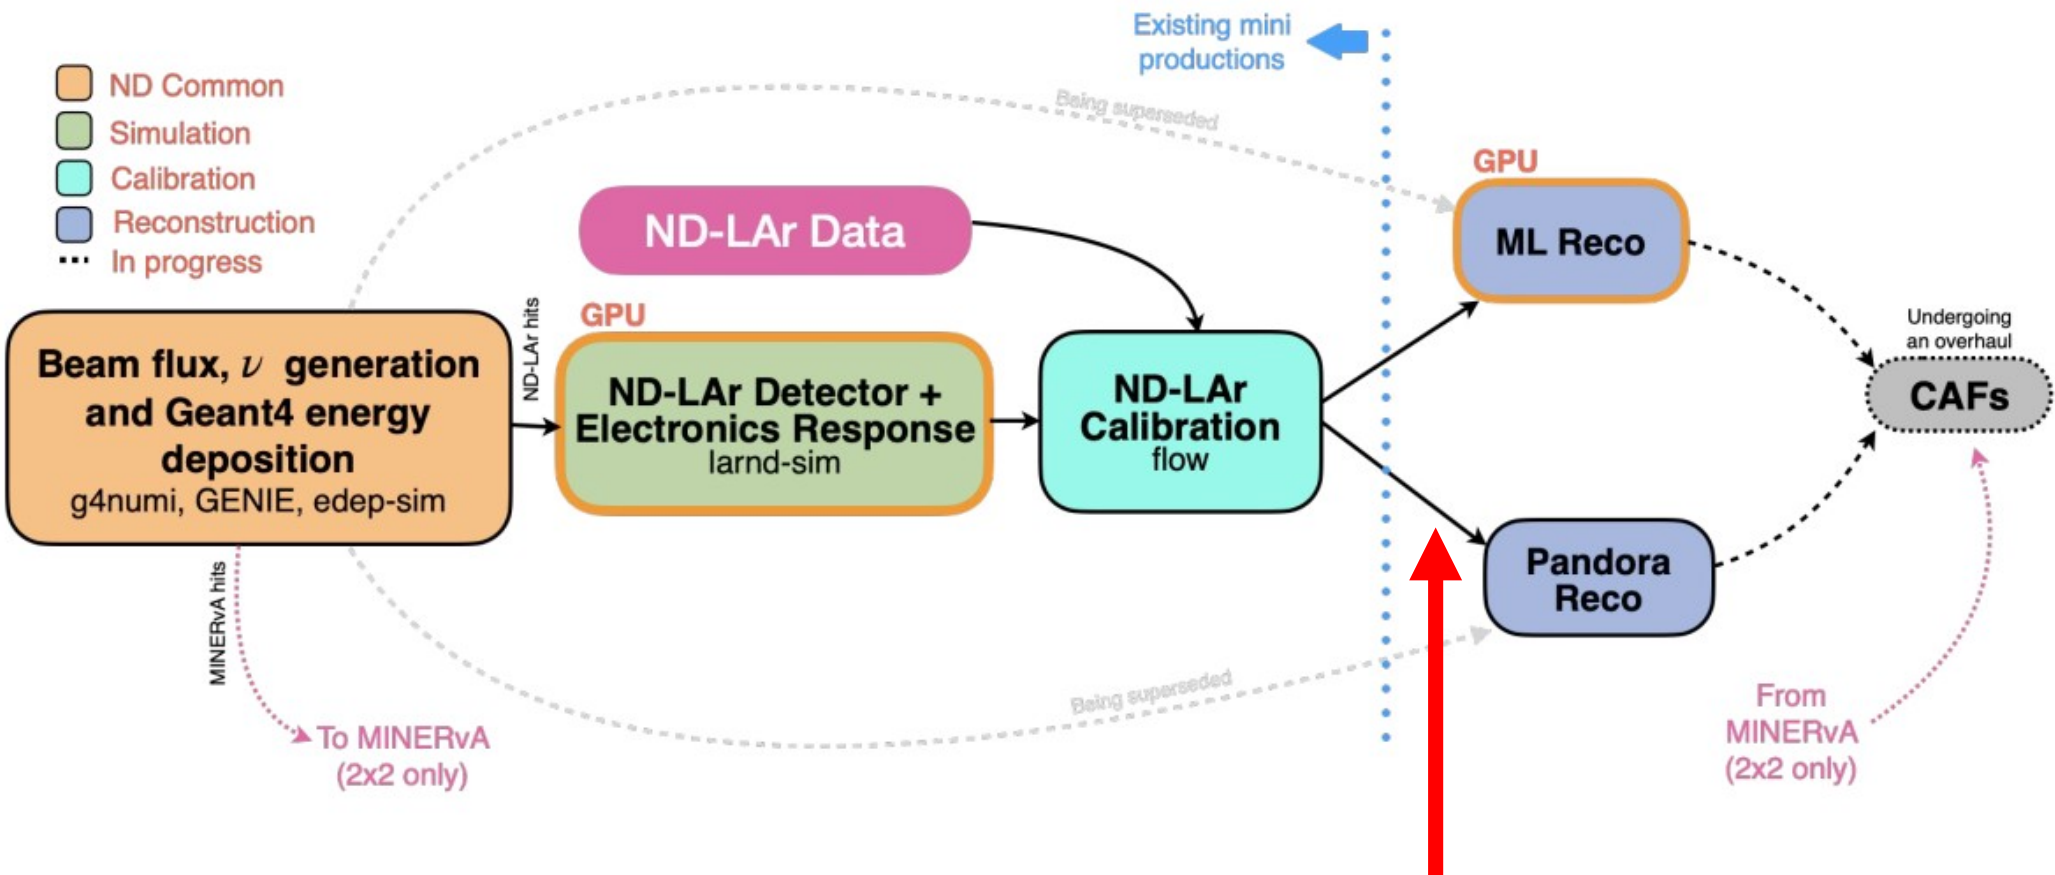 Existing mini
productions
ND Common
Simulation
Calibration
Reconstruction
In progress
Being superseded
GPU
ML Reco
ND-LAr Data
GPU
ND-LAr hits
Beam flux, ν generation
and Geant4 energy
deposition
g4numi, GENIE, edep-sim
ND-LAr Detector +
Electronics Response
larnd-sim
ND-LAr
Calibration
flow
Undergoing
an overhaul
CAFs
Pandora
Reco
MINERvA hits
To MINERvA
(2x2 only)
Being superseded
From
MINERvA
(2x2 only)